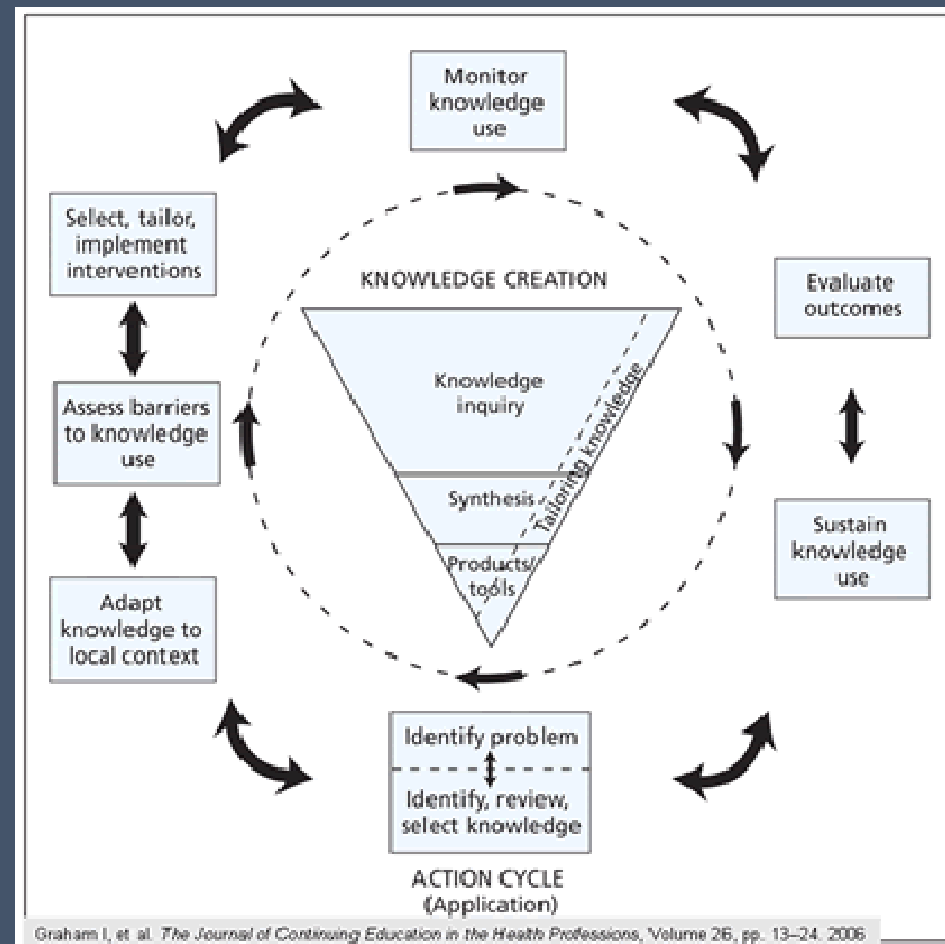 Monitor
knowledge
use
Select, tailor,
implement
interventions
Evaluate
outcomes
KNOWLEDGE CREATION
Knowledge
inquiry
Tailoring knowledge
Assess barriers
to knowledge
use
Synthesis
Products/
tools
Sustain
knowledge
use
Adapt
knowledge to
local context
Identify problem
Identify, review,
select knowledge
ACTION CYCLE
(Application)
Graham I, et al. The Journal of Continuing Education in the Health Professions, Volume 26, pp. 13–24, 2006